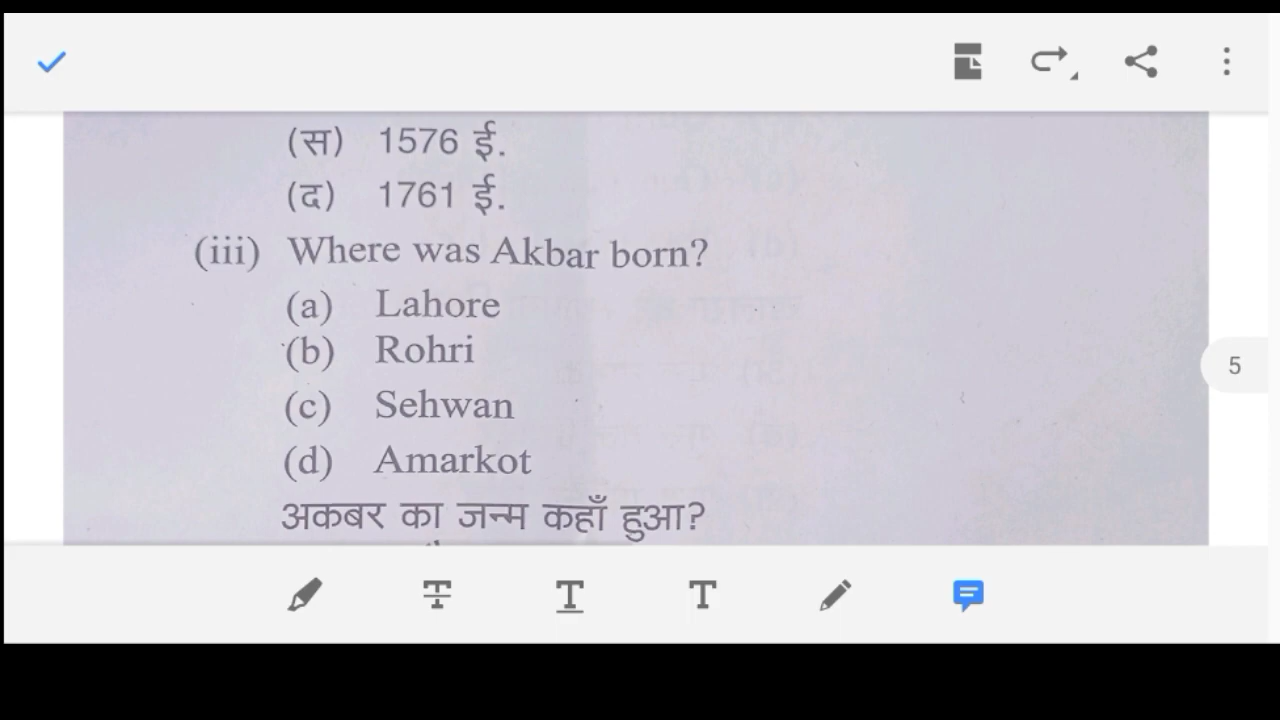 (स) 1576 ई.
(द) 1761 ई.
(iii) Where was Akbar born?
(a) Lahore
(b) Rohri
(c) Sehwan
(d) Amarkot
अकबर का जन्म कहाँ हुआ?
5